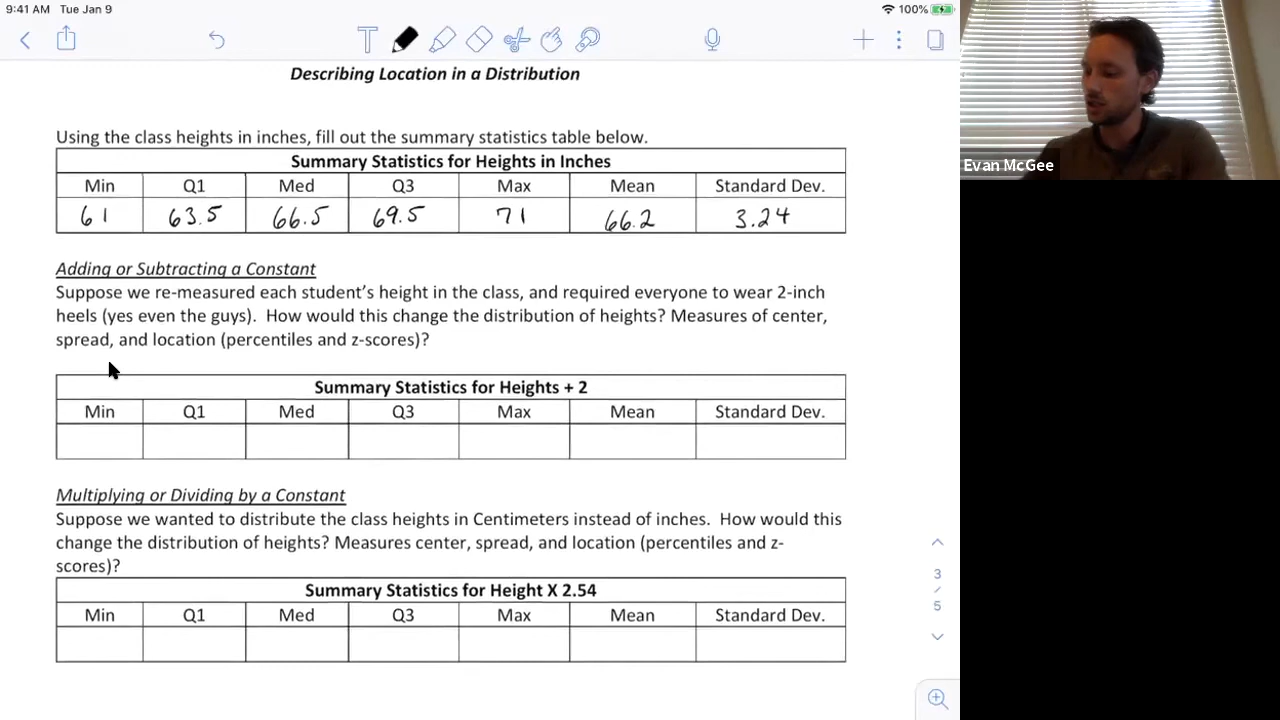 9:41 AM Tue Jan 9
100%
T
Describing Location in a Distribution
Using the class heights in inches, fill out the summary statistics table below.
Summary Statistics for Heights in Inches
Min Q1 Med Q3 Max Mean Standard Dev.
61 63.5 66.5 69.5 71 66.2 3.24
Adding or Subtracting a Constant
Suppose we re-measured each student's height in the class, and required everyone to wear 2-inch
heels (yes even the guys). How would this change the distribution of heights? Measures of center,
spread, and location (percentiles and z-scores)?
Summary Statistics for Heights + 2
Min Q1 Med Q3 Max Mean Standard Dev.
Multiplying or Dividing by a Constant
Suppose we wanted to distribute the class heights in Centimeters instead of inches. How would this
change the distribution of heights? Measures center, spread, and location (percentiles and z-
scores)?
Summary Statistics for Height X 2.54
Min Q1 Med Q3 Max Mean Standard Dev.
3
/
5
Evan McGee